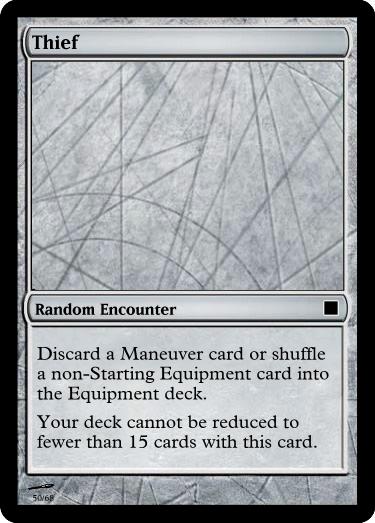 Thief
Random Encounter
Discard a Maneuver card or shuffle
a non-Starting Equipment card into
the Equipment deck.
Your deck cannot be reduced to
fewer than 15 cards with this card.
50/68